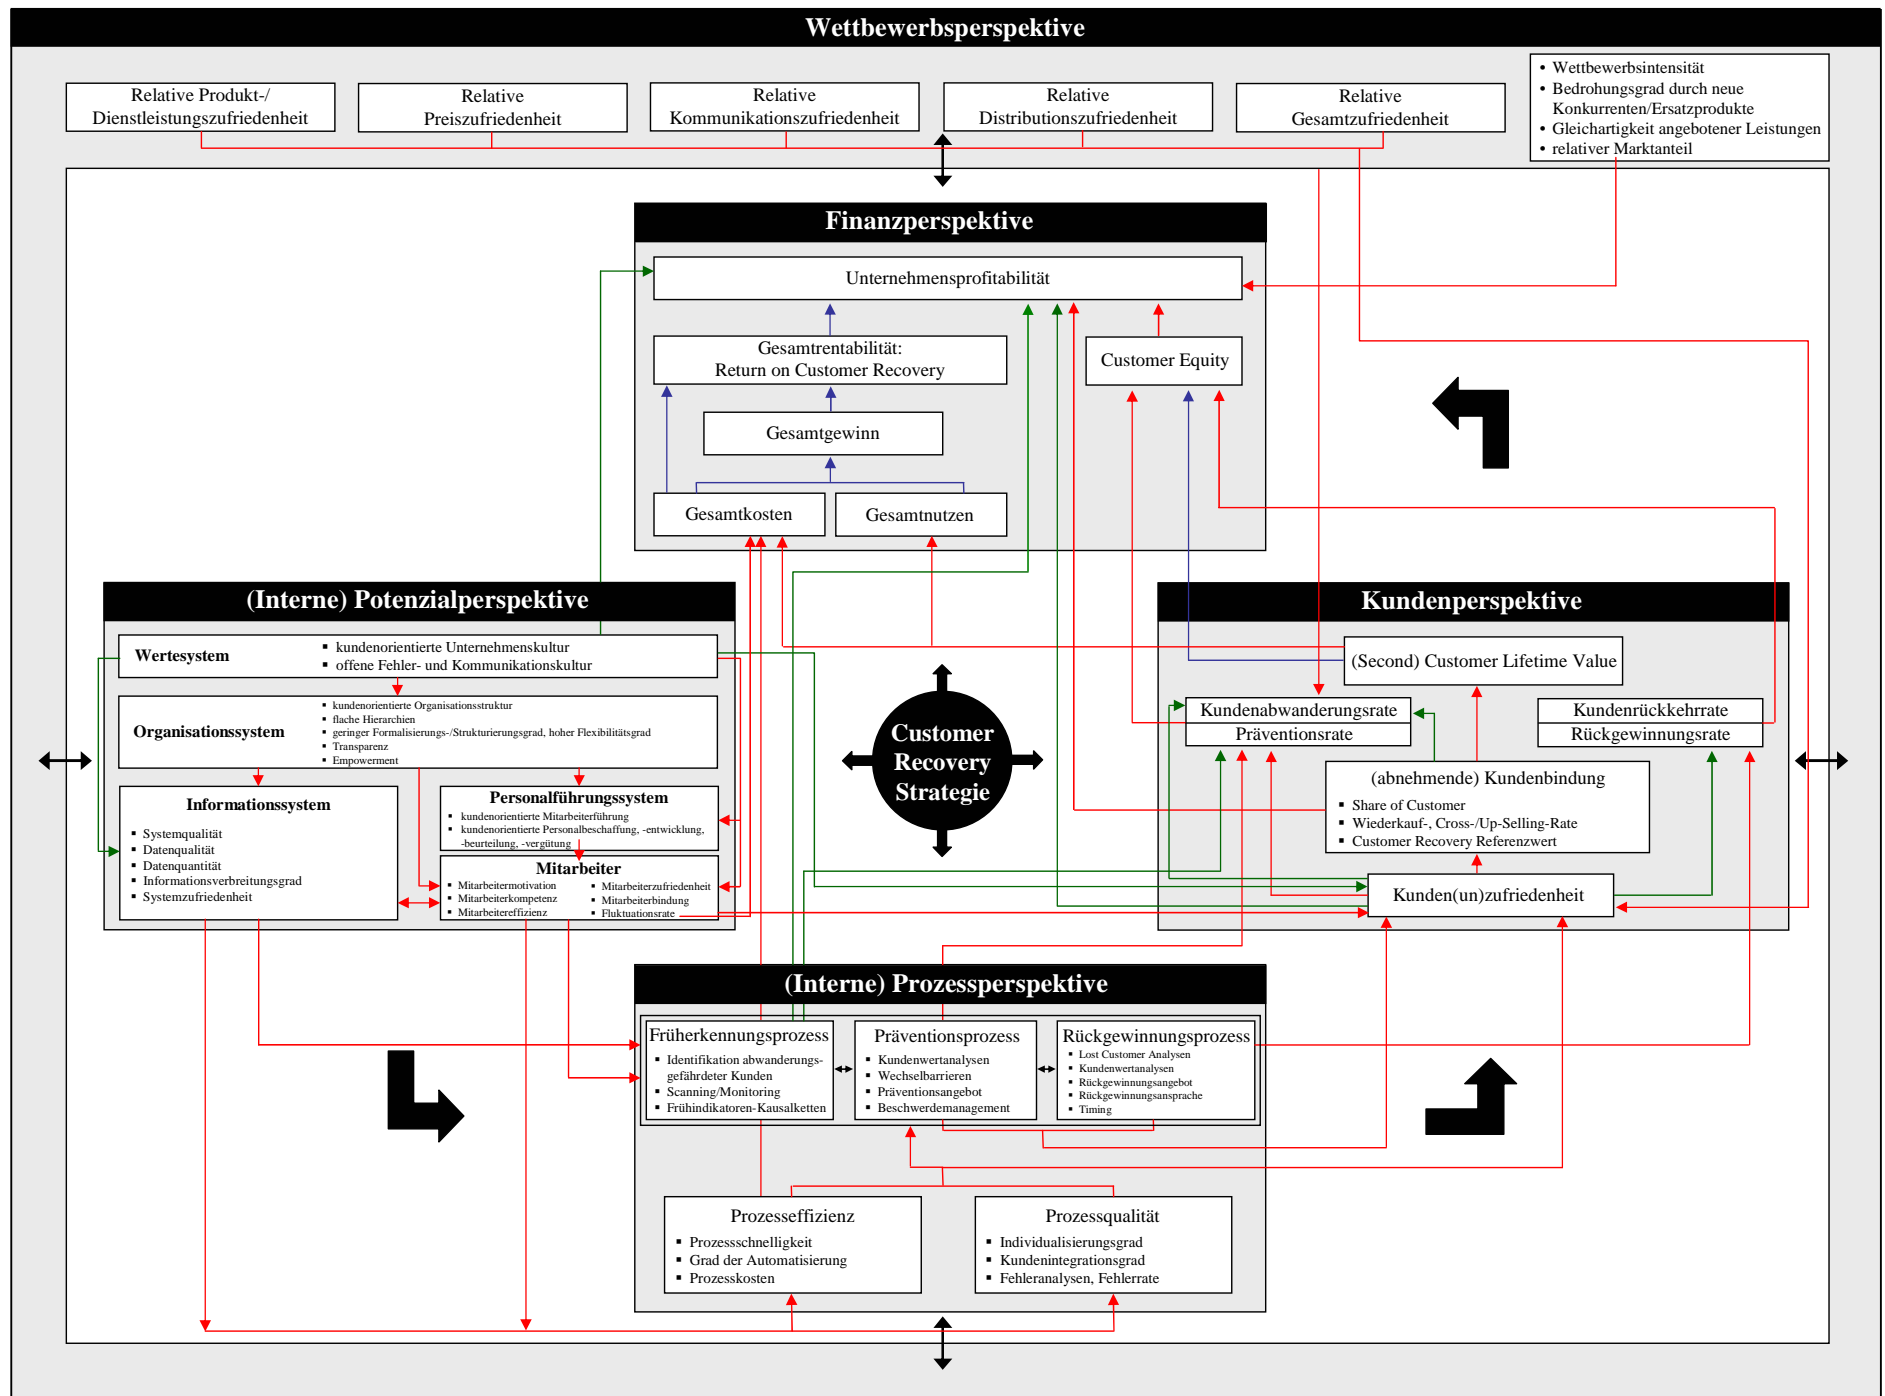 Wettbewerbsperspektive
Relative Produkt-/
Dienstleistungszufriedenheit
Relative
Preiszufriedenheit
Relative
Kommunikationszufriedenheit
Relative
Distributionszufriedenheit
Relative
Gesamtzufriedenheit
• Wettbewerbsintensität
• Bedrohungsgrad durch neue
Konkurrenten/Ersatzprodukte
• Gleichartigkeit angebotener Leistungen
• relativer Marktanteil
Finanzperspektive
Unternehmensprofitabilität
Gesamtrentabilität:
Return on Customer Recovery
Customer Equity
Gesamtgewinn
Gesamtkosten
Gesamtnutzen
(Interne) Potenzialperspektive
Wertesystem
▪ kundenorientierte Unternehmenskultur
▪ offene Fehler- und Kommunikationskultur
Organisationssystem
▪ kundenorientierte Organisationsstruktur
▪ flache Hierarchien
▪ geringer Formalisierungs-/Strukturierungsgrad, hoher Flexibilitätsgrad
▪ Transparenz
▪ Empowerment
Informationssystem
▪ Systemqualität
▪ Datenqualität
▪ Datenquantität
▪ Informationsverbreitungsgrad
▪ Systemzufriedenheit
Personalführungssystem
▪ kundenorientierte Mitarbeiterführung
▪ kundenorientierte Personalbeschaffung, -entwicklung,
-beurteilung, -vergütung
Mitarbeiter
▪ Mitarbeitermotivation
▪ Mitarbeiterkompetenz
▪ Mitarbeitereffizienz
▪ Mitarbeiterzufriedenheit
▪ Mitarbeiterbindung
▪ Fluktuationsrate
Customer
Recovery
Strategie
Kundenperspektive
(Second) Customer Lifetime Value
Kundenabwanderungsrate
Präventionsrate
Kundenrückkehrrate
Rückgewinnungsrate
(abnehmende) Kundenbindung
▪ Share of Customer
▪ Wiederkauf-, Cross-/Up-Selling-Rate
▪ Customer Recovery Referenzwert
Kunden(un)zufriedenheit
(Interne) Prozessperspektive
Früherkennungsprozess
▪ Identifikation abwanderungs-
gefährdeter Kunden
▪ Scanning/Monitoring
▪ Frühindikatoren-Kausalketten
Präventionsprozess
▪ Kundenwertanalysen
▪ Wechselbarrieren
▪ Präventionsangebot
▪ Beschwerdemanagement
Rückgewinnungsprozess
▪ Lost Customer Analysen
▪ Kundenwertanalysen
▪ Rückgewinnungsangebot
▪ Rückgewinnungsansprache
▪ Timing
Prozesseffizienz
▪ Prozessschnelligkeit
▪ Grad der Automatisierung
▪ Prozesskosten
Prozessqualität
▪ Individualisierungsgrad
▪ Kundenintegrationsgrad
▪ Fehleranalysen, Fehlerrate